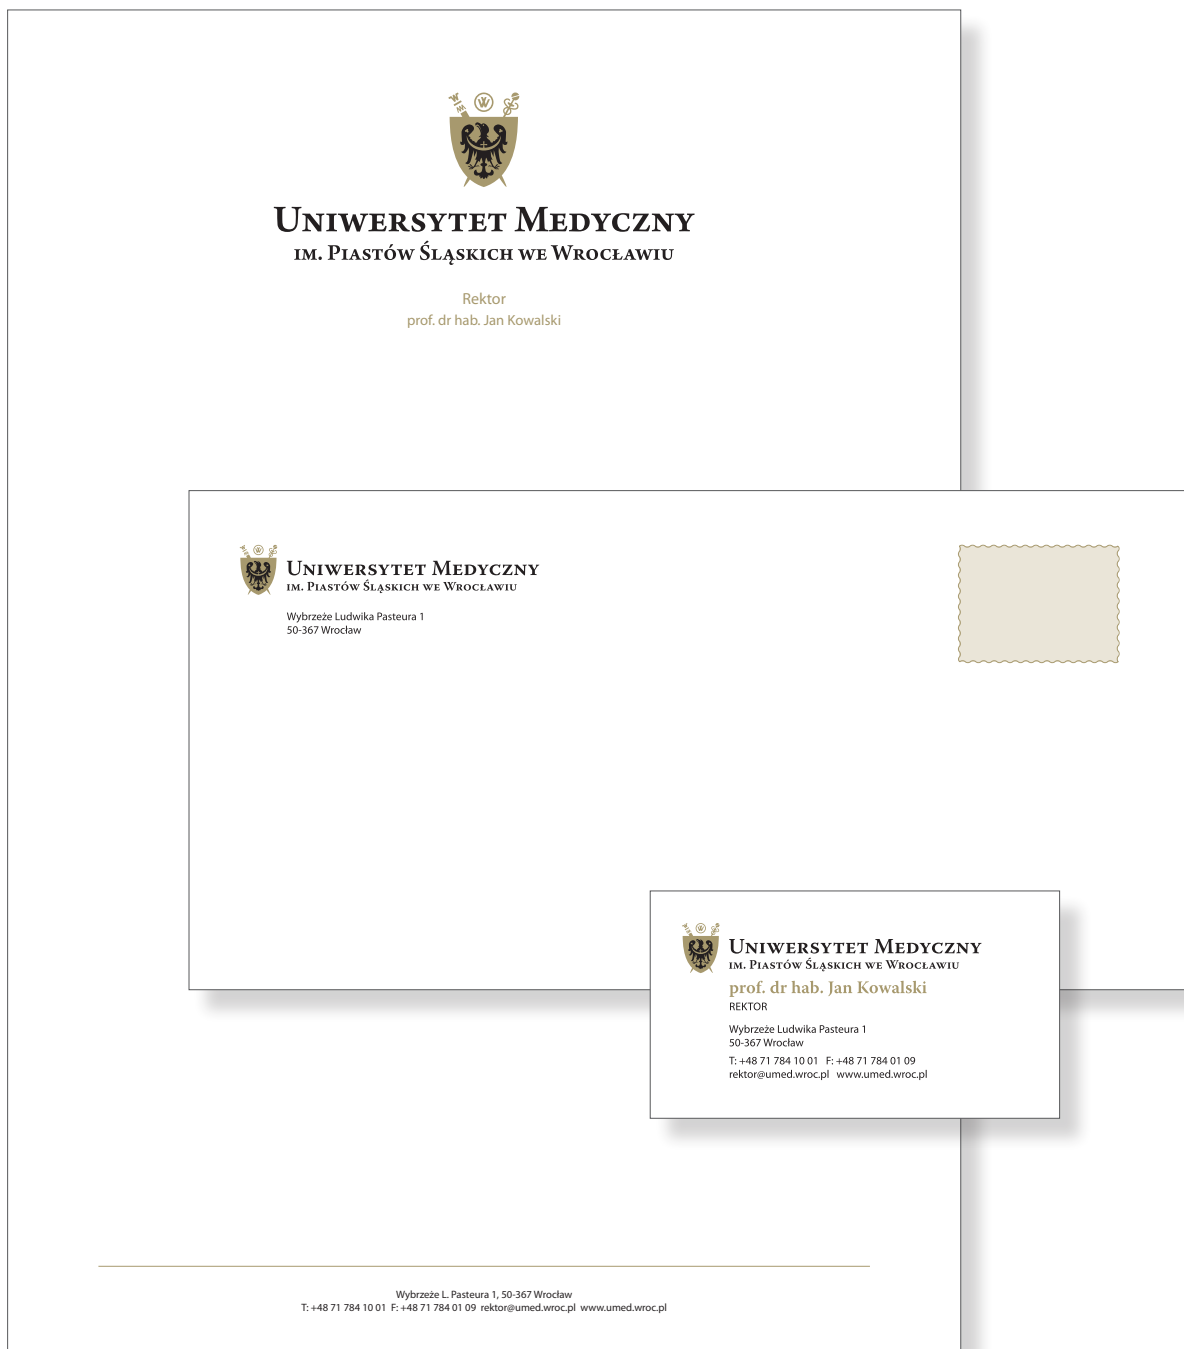 UNIWERSYTET MEDYCZNY
IM. PIASTÓW ŚLĄSKICH WE WROCŁAWIU
Rektor
prof. dr hab. Jan Kowalski
UNIWERSYTET MEDYCZNY
IM. PIASTÓW ŚLĄSKICH WE WROCŁAWIU
Wybrzeże Ludwika Pasteura 1
50-367 Wrocław
UNIWERSYTET MEDYCZNY
IM. PIASTÓW ŚLĄSKICH WE WROCŁAWIU
prof. dr hab. Jan Kowalski
REKTOR
Wybrzeże Ludwika Pasteura 1
50-367 Wrocław
T: +48 71 784 10 01 F: +48 71 784 01 09
rektor@umed.wroc.pl www.umed.wroc.pl
Wybrzeże L. Pasteura 1, 50-367 Wrocław
T: +48 71 784 10 01 F: +48 71 784 01 09 rektor@umed.wroc.pl www.umed.wroc.pl